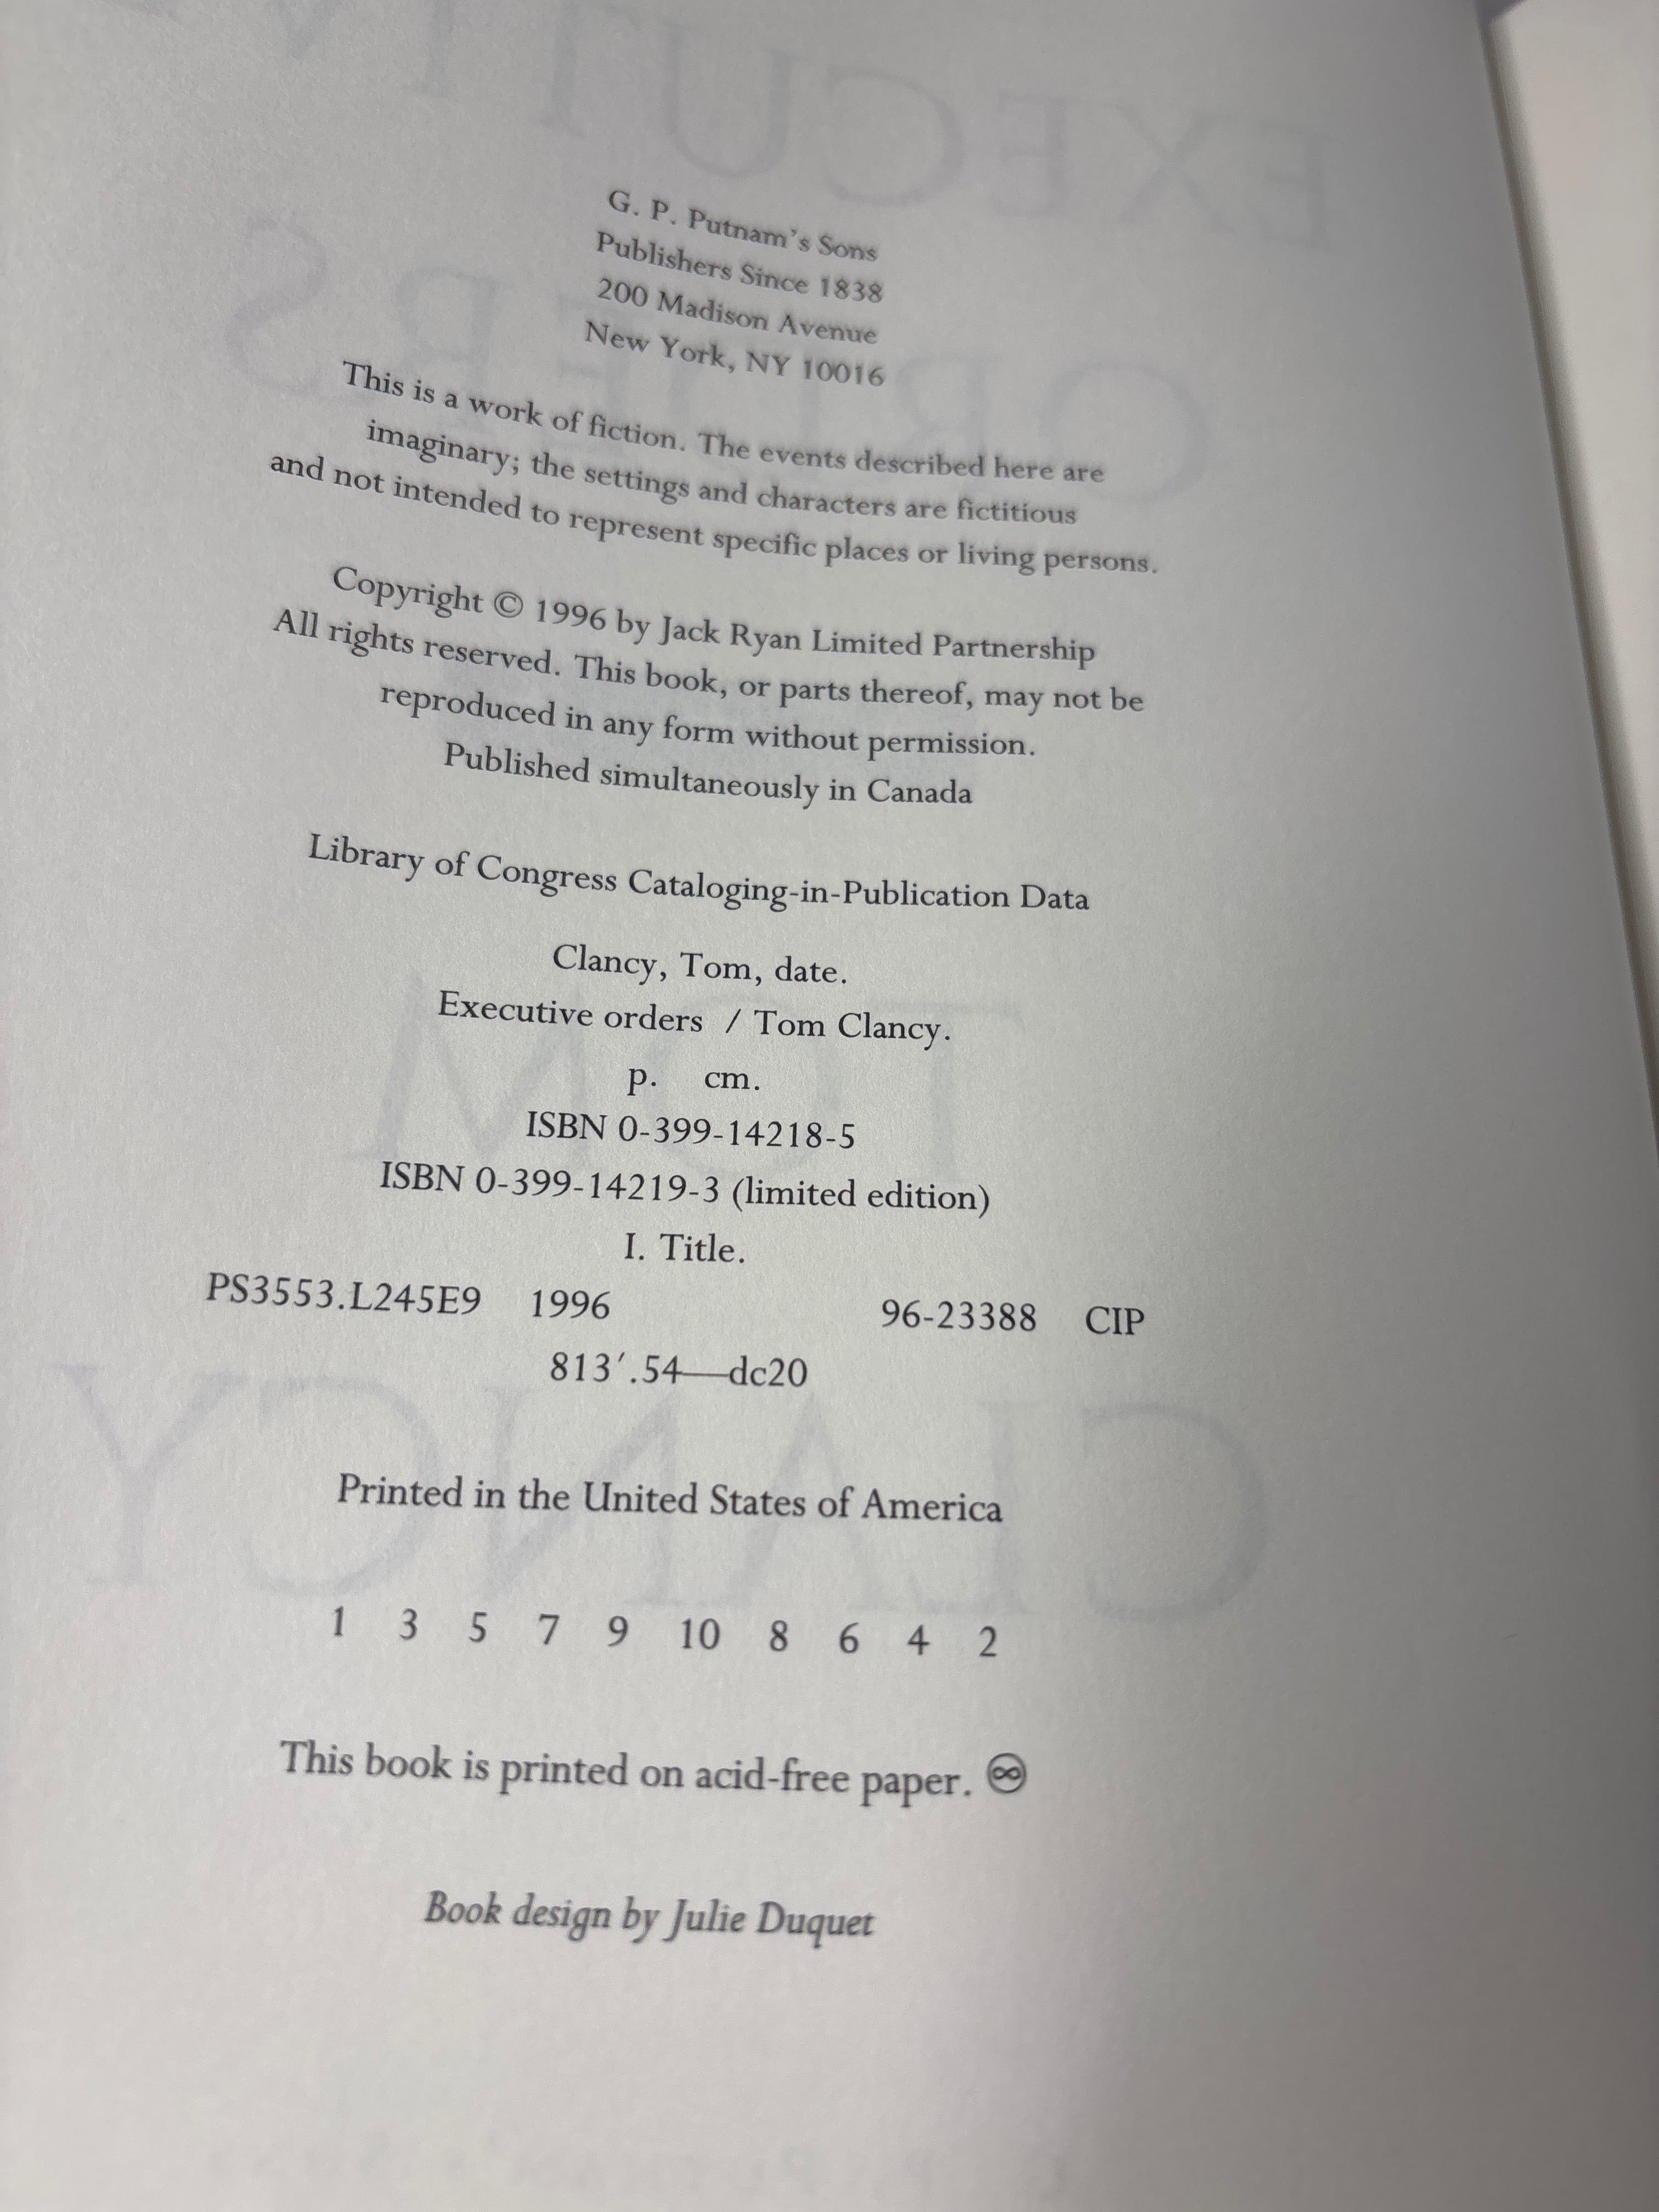 G. P. Putnam's Sons
Publishers Since 1838
200 Madison Avenue
New York, NY 10016
This is a work of fiction. The events described here are
imaginary; the settings and characters are fictitious
and not intended to represent specific places or living persons.
Copyright © 1996 by Jack Ryan Limited Partnership
All rights reserved. This book, or parts thereof, may not be
reproduced in any form without permission.
Published simultaneously in Canada
Library of Congress Cataloging-in-Publication Data
Clancy, Tom, date.
Executive orders / Tom Clancy.
p. cm.
ISBN 0-399-14218-5
ISBN 0-399-14219-3 (limited edition)
I. Title.
PS3553.L245E9 1996 96-23388 CIP
813′.54—dc20
Printed in the United States of America
1 3 5 7 9 10 8 6 4 2
This book is printed on acid-free paper. ♾
Book design by Julie Duquet